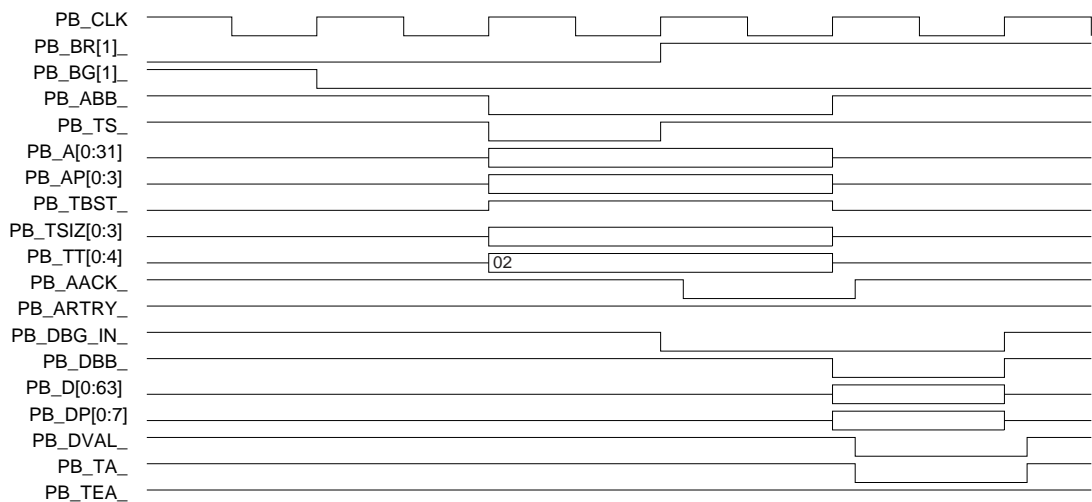 PB_CLK
PB_BR[1]_
PB_BG[1]_
PB_ABB_
PB_TS_
PB_A[0:31]
PB_AP[0:3]
PB_TBST_
PB_TSIZ[0:3]
PB_TT[0:4]
02
PB_AACK_
PB_ARTRY_
PB_DBG_IN_
PB_DBB_
PB_D[0:63]
PB_DP[0:7]
PB_DVAL_
PB_TA_
PB_TEA_